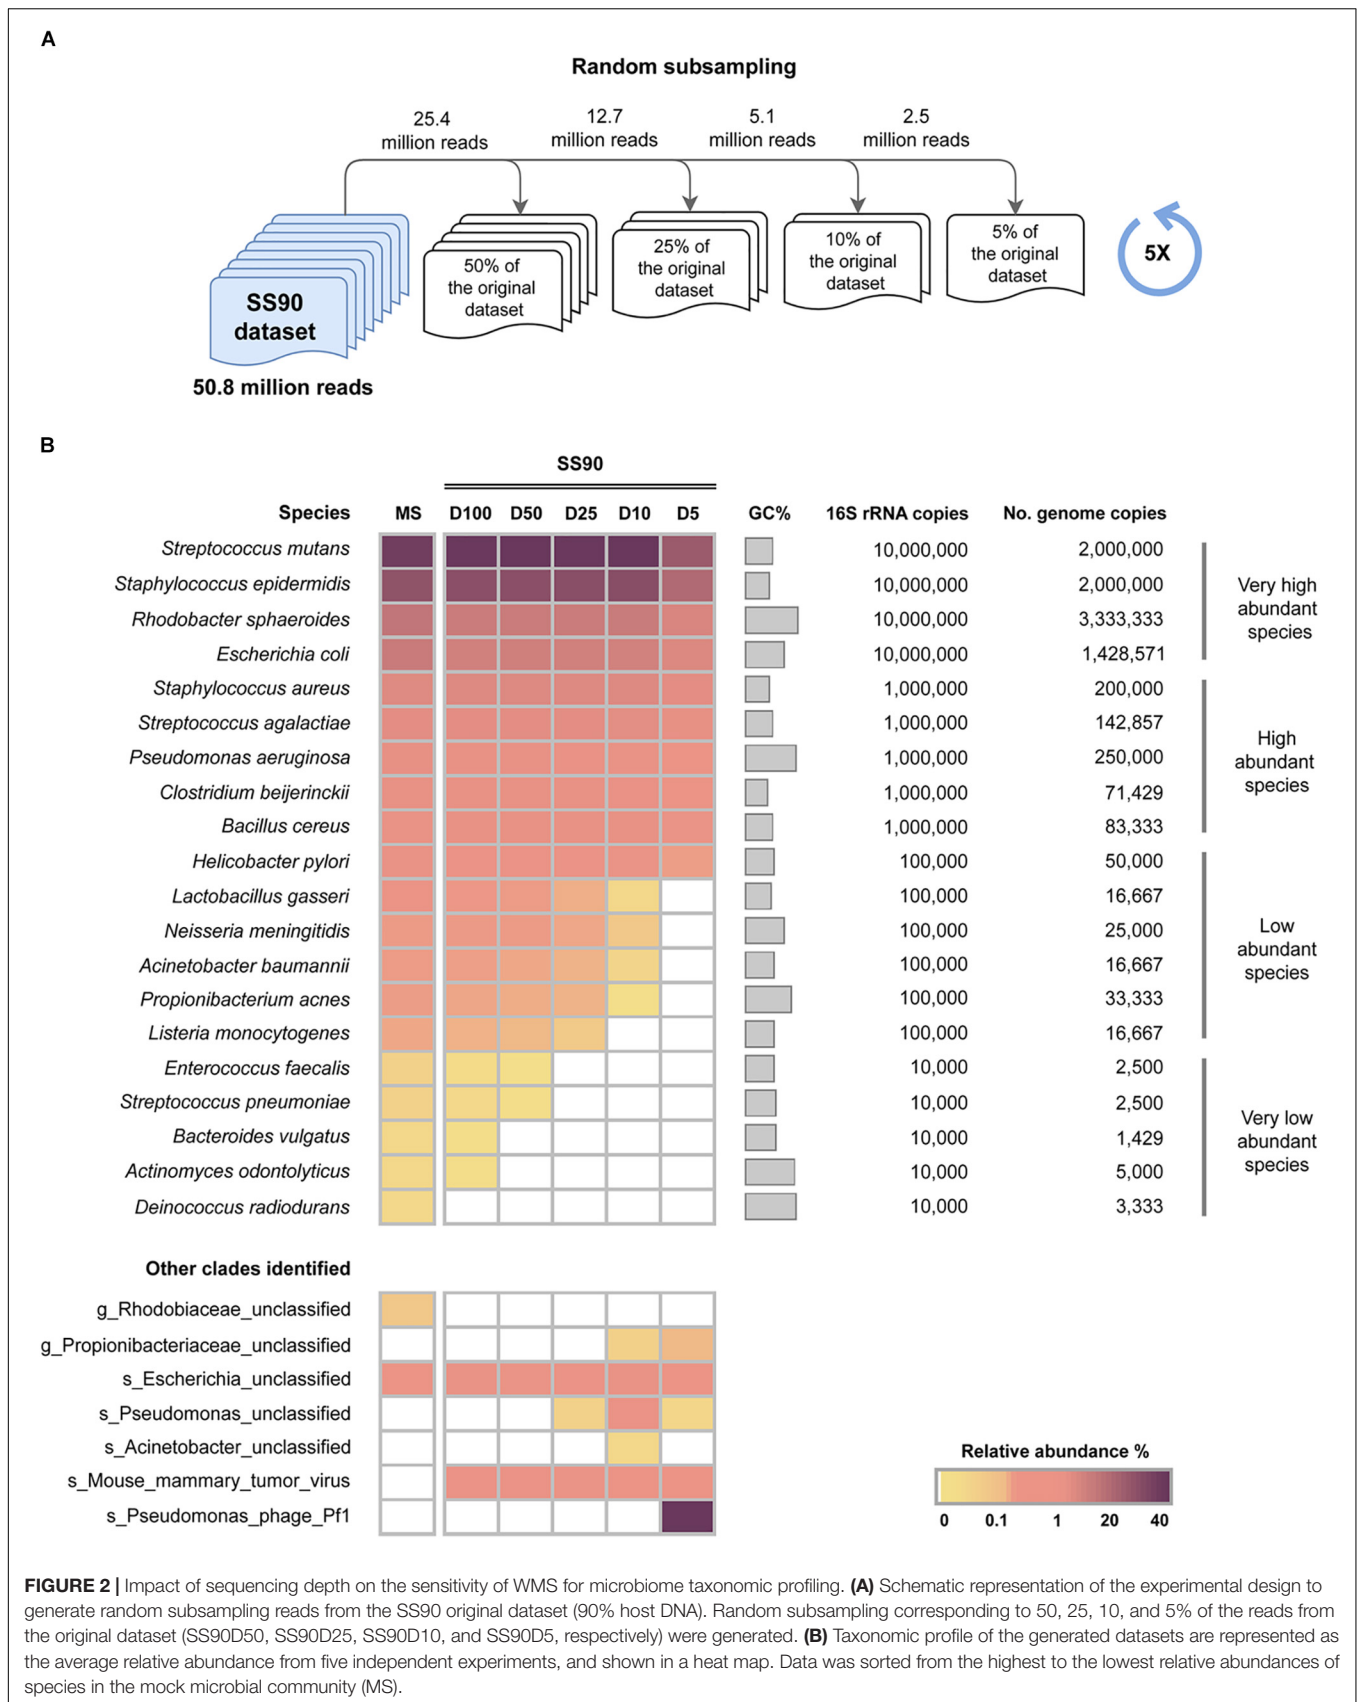 A
Random subsampling
25.4
million reads
12.7
million reads
5.1
million reads
2.5
million reads
SS90
dataset
50% of
the original
dataset
25% of
the original
dataset
10% of
the original
dataset
5% of
the original
dataset
5X
50.8 million reads
B
SS90
Species MS D100 D50 D25 D10 D5 GC% 16S rRNA copies No. genome copies
Streptococcus mutans 10,000,000 2,000,000
Staphylococcus epidermidis 10,000,000 2,000,000
Rhodobacter sphaeroides 10,000,000 3,333,333
Escherichia coli 10,000,000 1,428,571
Very high
abundant
species
Staphylococcus aureus 1,000,000 200,000
Streptococcus agalactiae 1,000,000 142,857
Pseudomonas aeruginosa 1,000,000 250,000
Clostridium beijerinckii 1,000,000 71,429
Bacillus cereus 1,000,000 83,333
High
abundant
species
Helicobacter pylori 100,000 50,000
Lactobacillus gasseri 100,000 16,667
Neisseria meningitidis 100,000 25,000
Acinetobacter baumannii 100,000 16,667
Propionibacterium acnes 100,000 33,333
Listeria monocytogenes 100,000 16,667
Low
abundant
species
Enterococcus faecalis 10,000 2,500
Streptococcus pneumoniae 10,000 2,500
Bacteroides vulgatus 10,000 1,429
Actinomyces odontolyticus 10,000 5,000
Deinococcus radiodurans 10,000 3,333
Very low
abundant
species
Other clades identified
g_Rhodobiaceae_unclassified
g_Propionibacteriaceae_unclassified
s_Escherichia_unclassified
s_Pseudomonas_unclassified
s_Acinetobacter_unclassified
s_Mouse_mammary_tumor_virus
s_Pseudomonas_phage_Pf1
Relative abundance %
0 0.1 1 20 40
FIGURE 2 | Impact of sequencing depth on the sensitivity of WMS for microbiome taxonomic profiling. (A) Schematic representation of the experimental design to
generate random subsampling reads from the SS90 original dataset (90% host DNA). Random subsampling corresponding to 50, 25, 10, and 5% of the reads from
the original dataset (SS90D50, SS90D25, SS90D10, and SS90D5, respectively) were generated. (B) Taxonomic profile of the generated datasets are represented as
the average relative abundance from five independent experiments, and shown in a heat map. Data was sorted from the highest to the lowest relative abundances of
species in the mock microbial community (MS).